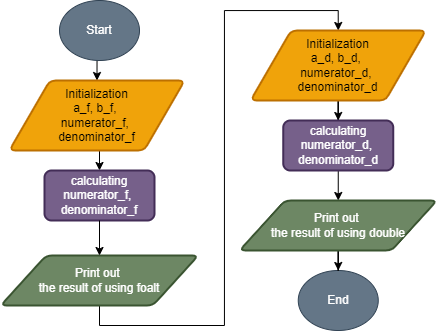 Start
Initialization
a_f, b_f,
numerator_f,
denominator_f
calculating
numerator_f,
denominator_f
Print out
the result of using foalt
Initialization
a_d, b_d,
numerator_d,
denominator_d
calculating
numerator_d,
denominator_d
Print out
the result of using double
End